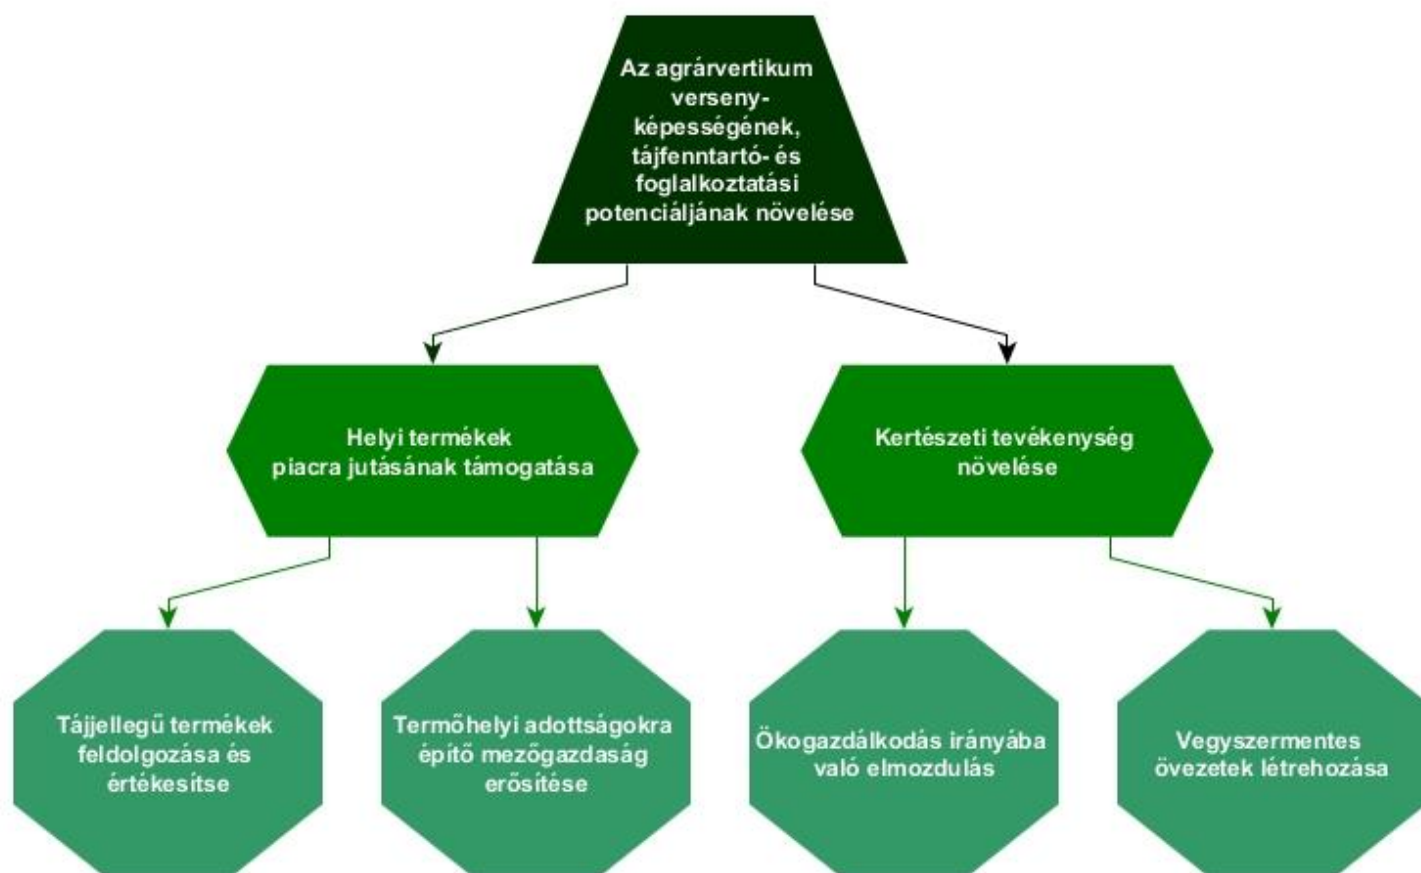 Az agrárvertikum
verseny-
képességének,
tájfenntartó- és
foglalkoztatási
potenciáljának növelése
Helyi termékek
piacra jutásának támogatása
Kertészeti tevékenység
növelése
Tájjellegű termékek
feldolgozása és
értékesítse
Termőhelyi adottságokra
építő mezőgazdaság
erősítése
Ökogazdálkodás irányába
való elmozdulás
Vegyszermentes
övezetek létrehozása